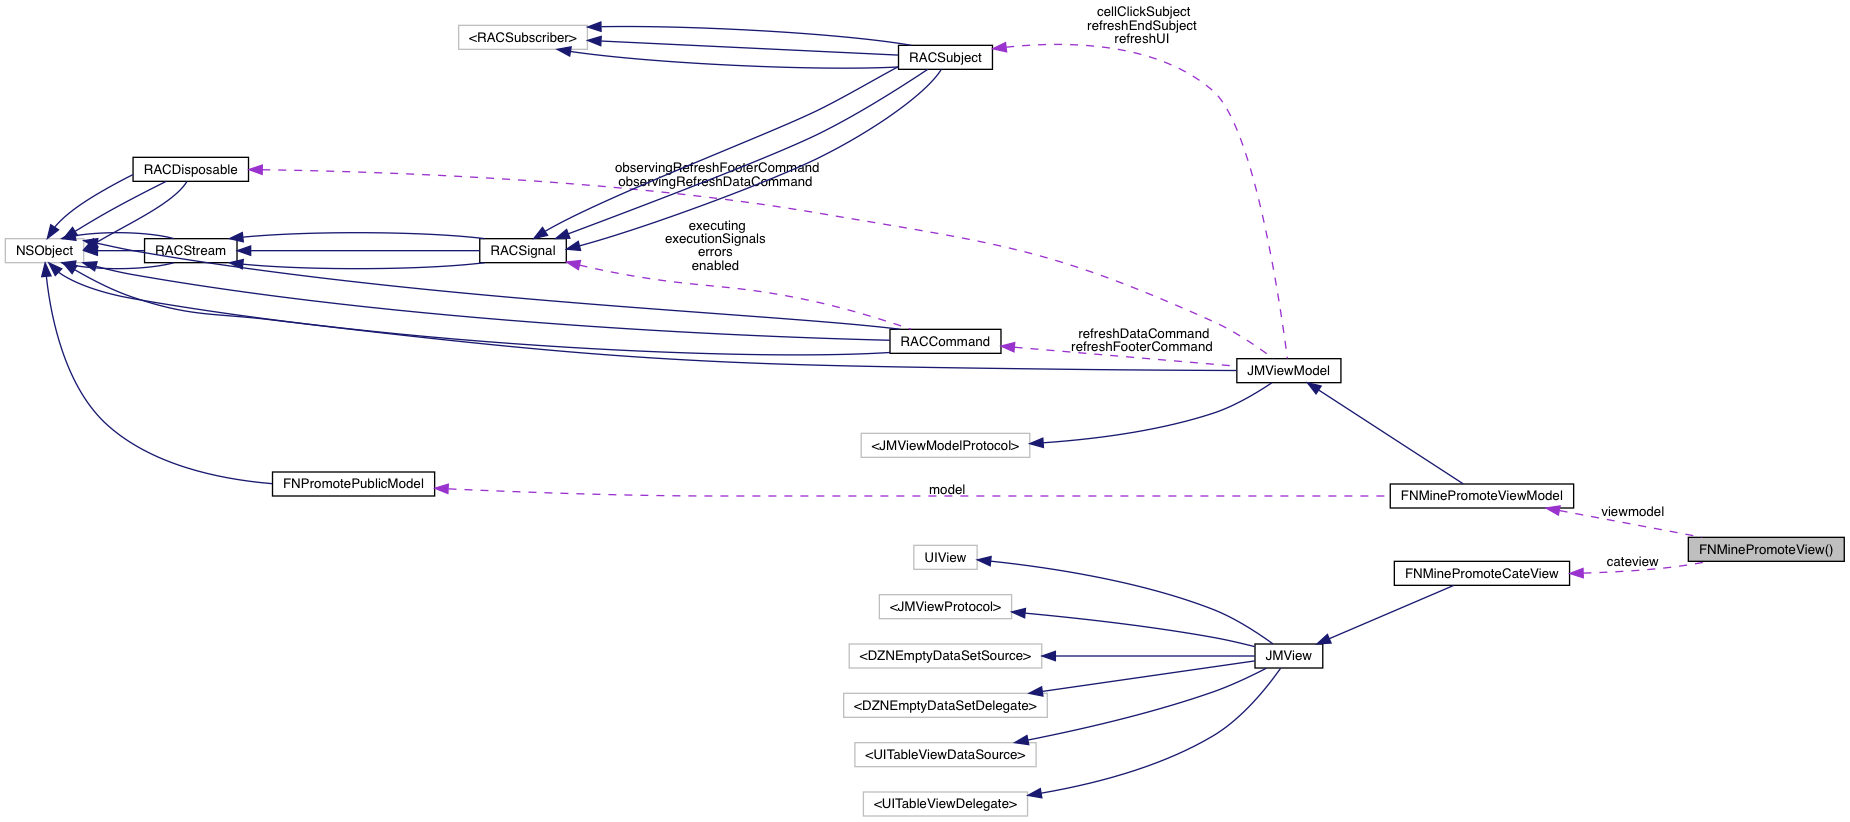 cellClickSubject
refreshEndSubject
refreshUI
<RACSubscriber>
RACSubject
observingRefreshFooterCommand
observingRefreshDataCommand
RACDisposable
executing
executionSignals
errors
enabled
NSObject
RACStream
RACSignal
refreshDataCommand
refreshFooterCommand
RACCommand
JMViewModel
<JMViewModelProtocol>
FNPromotePublicModel
model
FNMinePromoteViewModel
viewmodel
FNMinePromoteView()
cateview
UIView
FNMinePromoteCateView
<JMViewProtocol>
<DZNEmptyDataSetSource>
JMView
<DZNEmptyDataSetDelegate>
<UITableViewDataSource>
<UITableViewDelegate>